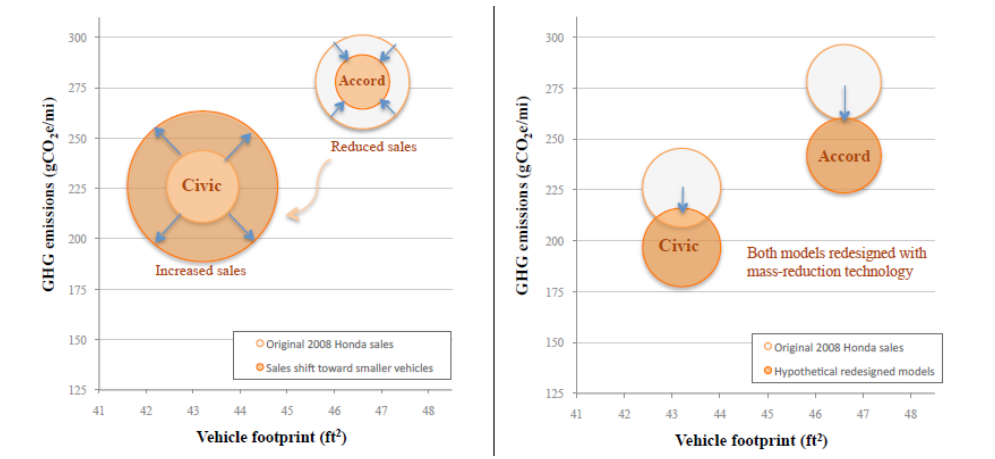 300
275
250
225
200
175
150
125
41
42
43
44
45
46
47
48
GHG emissions (gCO₂e/mi)
Vehicle footprint (ft²)
Accord
Reduced sales
Civic
Increased sales
Original 2008 Honda sales
Sales shift toward smaller vehicles
300
275
250
225
200
175
150
125
41
42
43
44
45
46
47
48
GHG emissions (gCO₂e/mi)
Vehicle footprint (ft²)
Accord
Civic
Both models redesigned with
mass-reduction technology
Original 2008 Honda sales
Hypothetical redesigned models